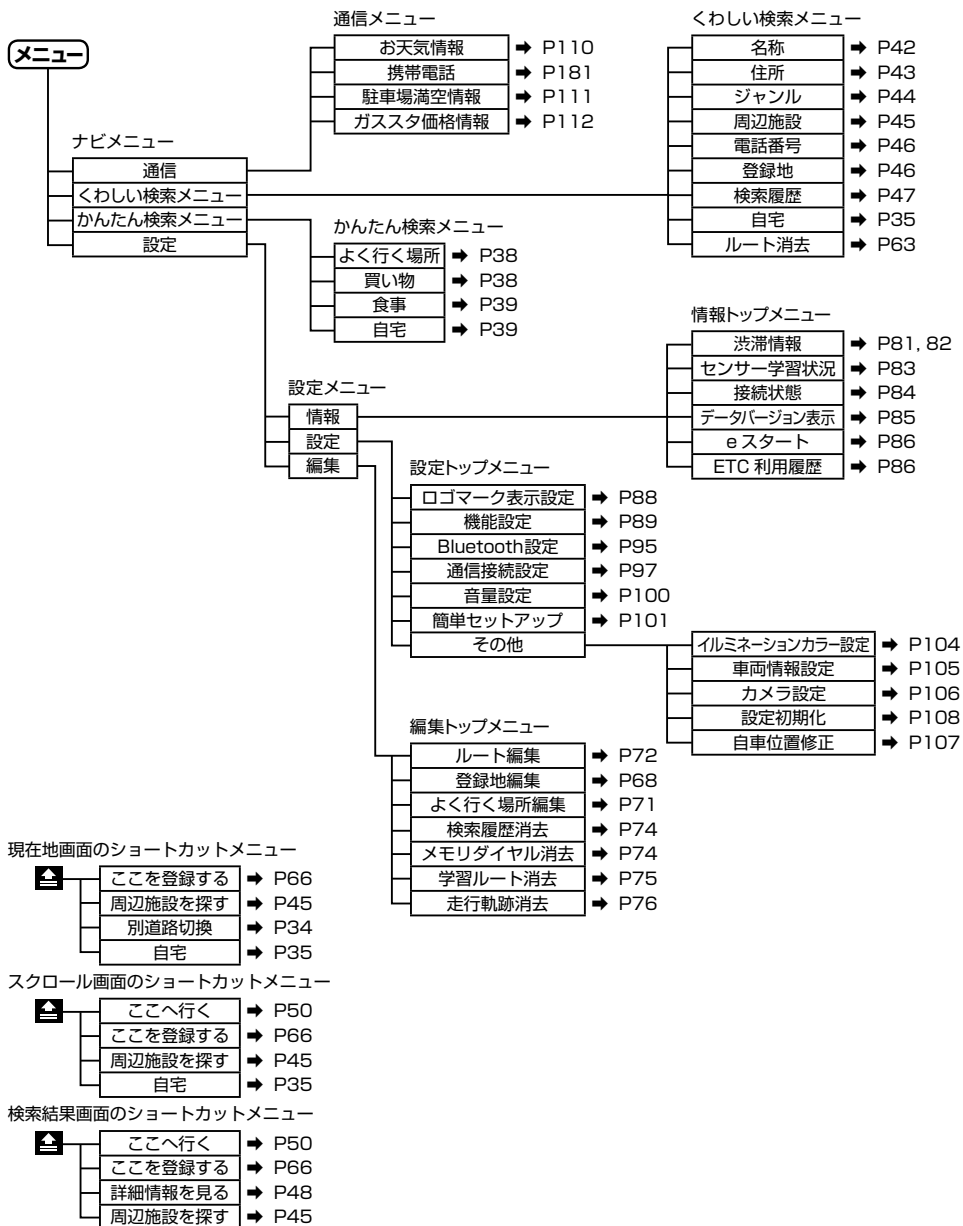 メニュー
ナビメニュー
通信
くわしい検索メニュー
かんたん検索メニュー
設定
通信メニュー
お天気情報 ➡ P110
携帯電話 ➡ P181
駐車場満空情報 ➡ P111
ガススタ価格情報 ➡ P112
くわしい検索メニュー
名称 ➡ P42
住所 ➡ P43
ジャンル ➡ P44
周辺施設 ➡ P45
電話番号 ➡ P46
登録地 ➡ P46
検索履歴 ➡ P47
自宅 ➡ P35
ルート消去 ➡ P63
かんたん検索メニュー
よく行く場所 ➡ P38
買い物 ➡ P38
食事 ➡ P39
自宅 ➡ P39
設定メニュー
情報
設定
編集
情報トップメニュー
渋滞情報 ➡ P81, 82
センサー学習状況 ➡ P83
接続状態 ➡ P84
データバージョン表示 ➡ P85
eスタート ➡ P86
ETC 利用履歴 ➡ P86
設定トップメニュー
ロゴマーク表示設定 ➡ P88
機能設定 ➡ P89
Bluetooth設定 ➡ P95
通信接続設定 ➡ P97
音量設定 ➡ P100
簡単セットアップ ➡ P101
その他
イルミネーションカラー設定 ➡ P104
車両情報設定 ➡ P105
カメラ設定 ➡ P106
設定初期化 ➡ P108
自車位置修正 ➡ P107
編集トップメニュー
ルート編集 ➡ P72
登録地編集 ➡ P68
よく行く場所編集 ➡ P71
検索履歴消去 ➡ P74
メモリダイヤル消去 ➡ P74
学習ルート消去 ➡ P75
走行軌跡消去 ➡ P76
現在地画面のショートカットメニュー
ここを登録する ➡ P66
周辺施設を探す ➡ P45
別道路切換 ➡ P34
自宅 ➡ P35
スクロール画面のショートカットメニュー
ここへ行く ➡ P50
ここを登録する ➡ P66
周辺施設を探す ➡ P45
自宅 ➡ P35
検索結果画面のショートカットメニュー
ここへ行く ➡ P50
ここを登録する ➡ P66
詳細情報を見る ➡ P48
周辺施設を探す ➡ P45